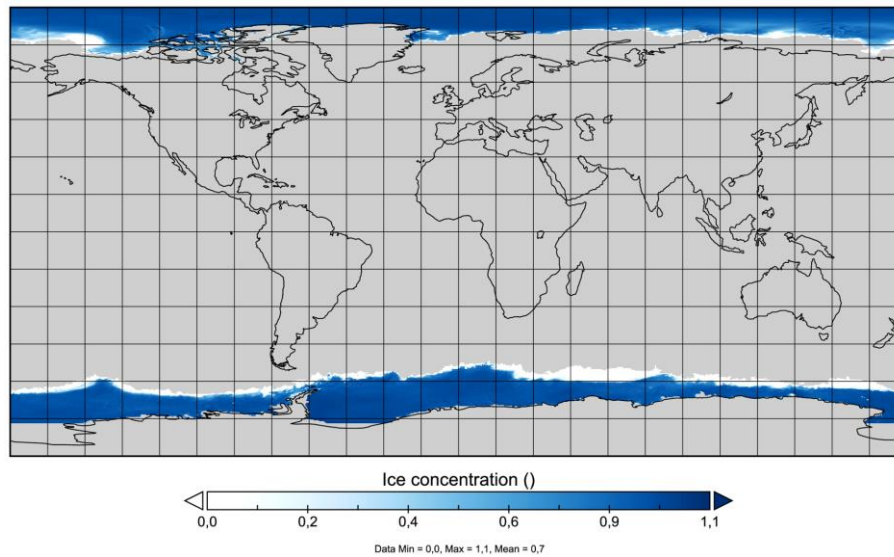 Ice concentration ()
0,0 0,2 0,4 0,6 0,9 1,1
Data Min = 0,0, Max = 1,1, Mean = 0,7